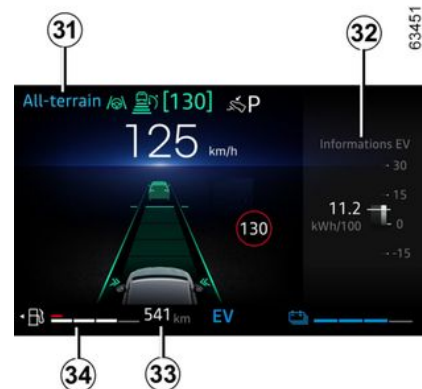 31
32
63451
All-terrain [130] P
125 km/h
Informations EV
30
15
11.2
kWh/100
0
-15
130
541 km EV
34
33